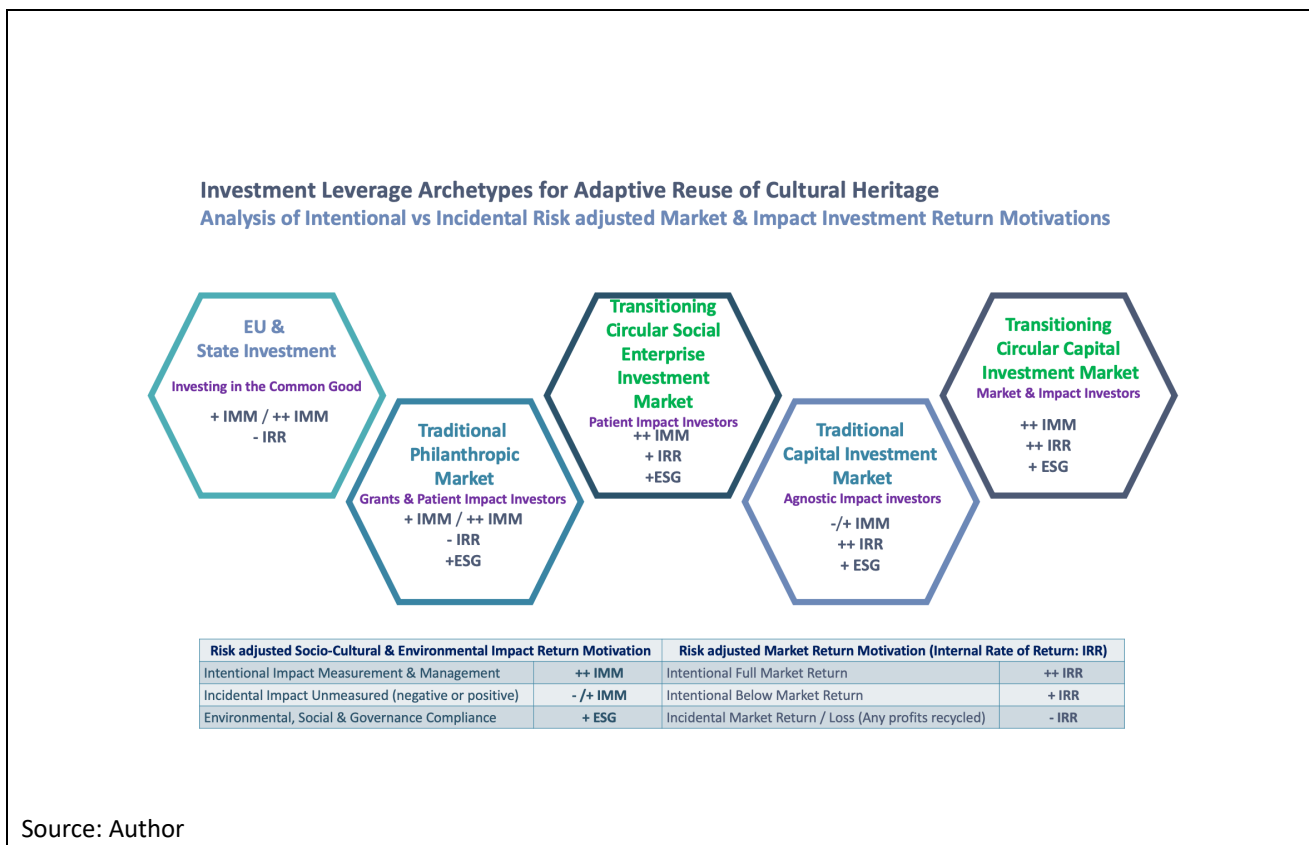 Investment Leverage Archetypes for Adaptive Reuse of Cultural Heritage
Analysis of Intentional vs Incidental Risk adjusted Market & Impact Investment Return Motivations
EU &
State Investment
Investing in the Common Good
+ IMM / ++ IMM
- IRR
Traditional
Philanthropic
Market
Grants & Patient Impact Investors
+ IMM / ++ IMM
- IRR
+ESG
Transitioning
Circular Social
Enterprise
Investment
Market
Patient Impact Investors
++ IMM
+ IRR
+ESG
Traditional
Capital Investment
Market
Agnostic Impact investors
-/+ IMM
++ IRR
+ ESG
Transitioning
Circular Capital
Investment Market
Market & Impact Investors
++ IMM
++ IRR
+ ESG
Risk adjusted Socio-Cultural & Environmental Impact Return Motivation Risk adjusted Market Return Motivation (Internal Rate of Return: IRR)
Intentional Impact Measurement & Management ++ IMM Intentional Full Market Return ++ IRR
Incidental Impact Unmeasured (negative or positive) - /+ IMM Intentional Below Market Return + IRR
Environmental, Social & Governance Compliance + ESG Incidental Market Return / Loss (Any profits recycled) - IRR
Source: Author